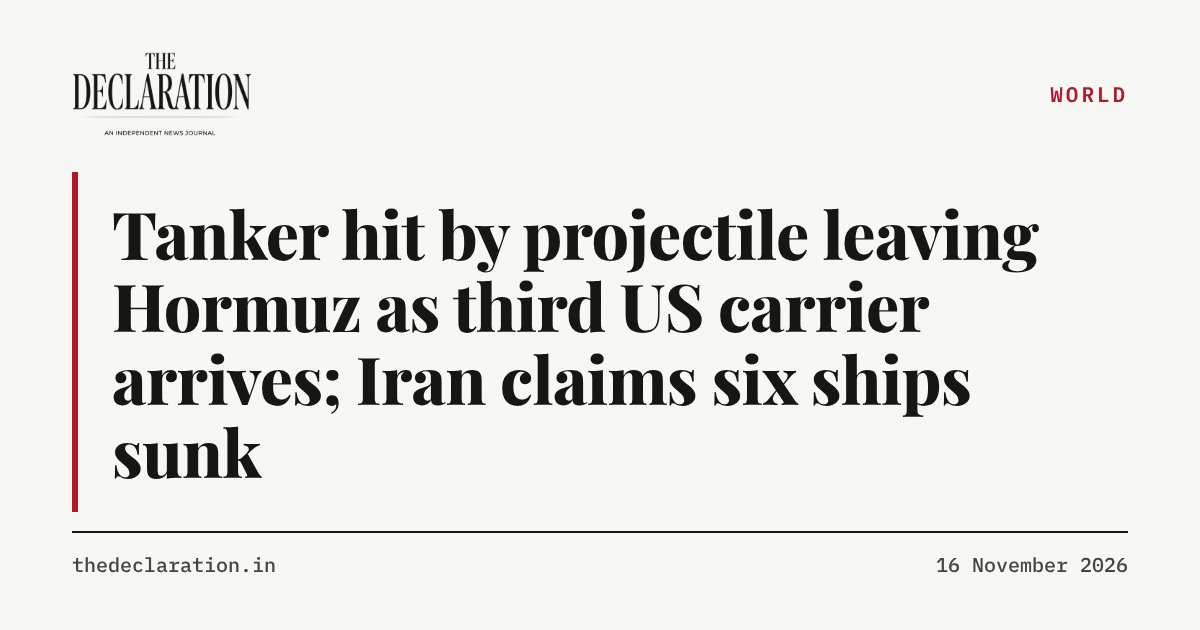 THE
DECLARATION
AN INDEPENDENT NEWS JOURNAL
WORLD
Tanker hit by projectile leaving
Hormuz as third US carrier
arrives; Iran claims six ships
sunk
thedeclaration.in
16 November 2026